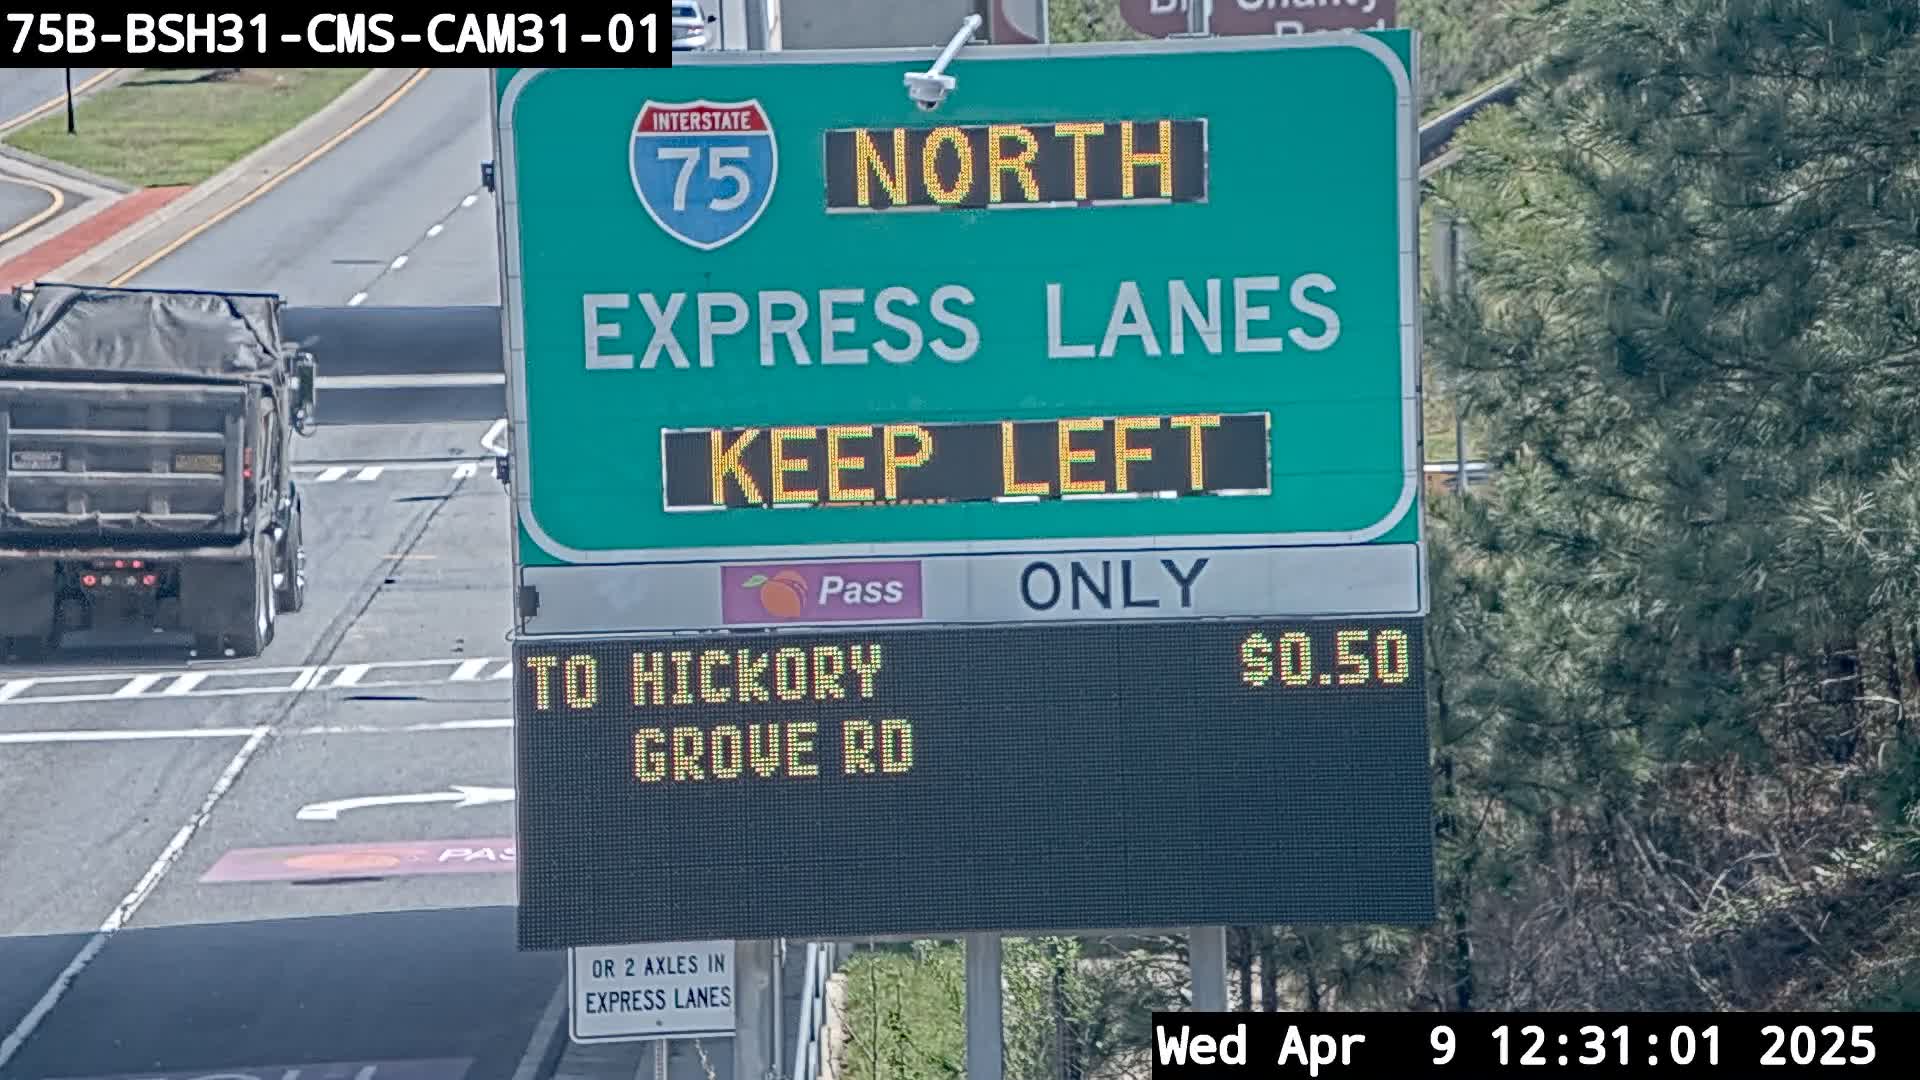 75B-BSH31-CMS-CAM31-01
INTERSTATE
75
NORTH
EXPRESS LANES
KEEP LEFT
Pass ONLY
TO HICKORY $0.50
GROVE RD
OR 2 AXLES IN
EXPRESS LANES
Wed Apr 9 12:31:01 2025